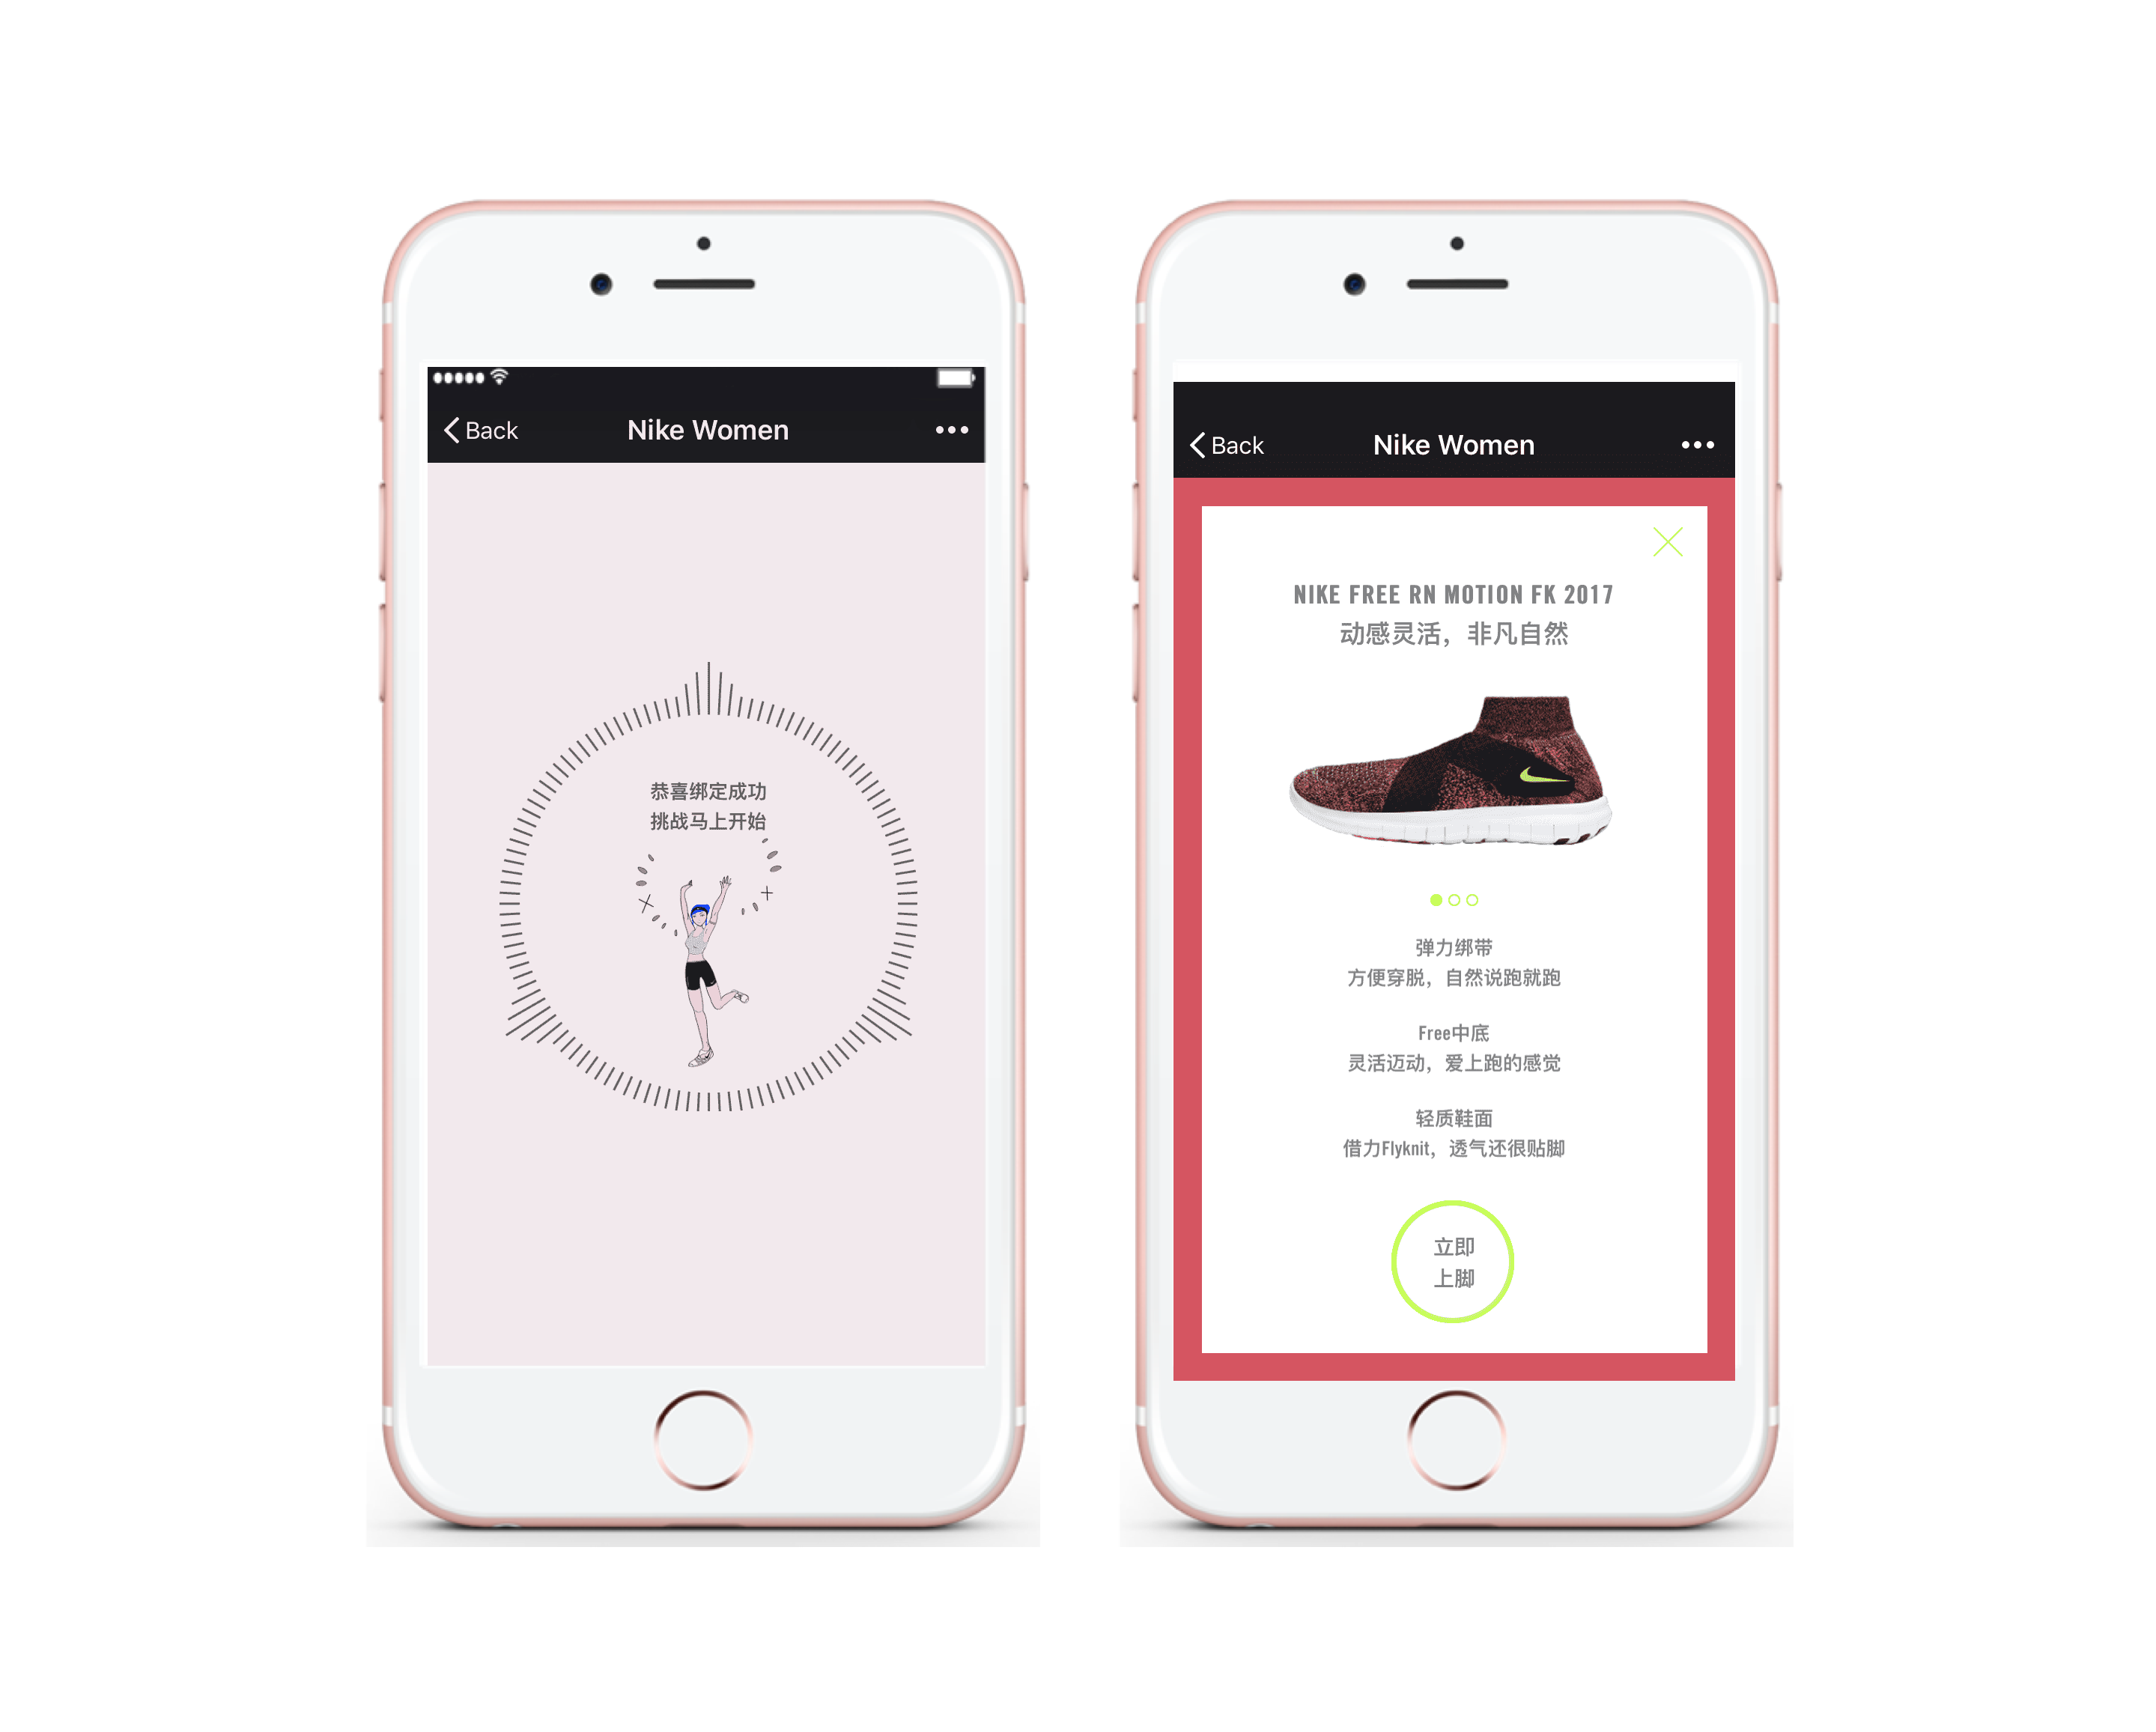 Back
Nike Women
恭喜绑定成功
挑战马上开始
Back
Nike Women
NIKE FREE RN MOTION FK 2017
动感灵活，非凡自然
弹力绑带
方便穿脱，自然说跑就跑
Free中底
灵活迈动，爱上跑的感觉
轻质鞋面
借力Flyknit，透气还很贴脚
立即
上脚